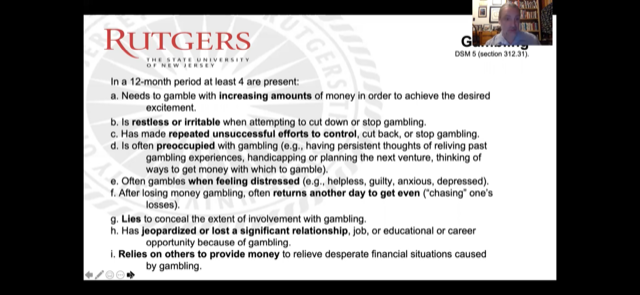 RUTGERS
THE STATE UNIVERSITY
OF NEW JERSEY
DSM 5 (section 312.31).
In a 12-month period at least 4 are present:
a. Needs to gamble with increasing amounts of money in order to achieve the desired
excitement.
b. Is restless or irritable when attempting to cut down or stop gambling.
c. Has made repeated unsuccessful efforts to control, cut back, or stop gambling.
d. Is often preoccupied with gambling (e.g., having persistent thoughts of reliving past
gambling experiences, handicapping or planning the next venture, thinking of
ways to get money with which to gamble).
e. Often gambles when feeling distressed (e.g., helpless, guilty, anxious, depressed).
f. After losing money gambling, often returns another day to get even ("chasing" one's
losses).
g. Lies to conceal the extent of involvement with gambling.
h. Has jeopardized or lost a significant relationship, job, or educational or career
opportunity because of gambling.
i. Relies on others to provide money to relieve desperate financial situations caused
by gambling.